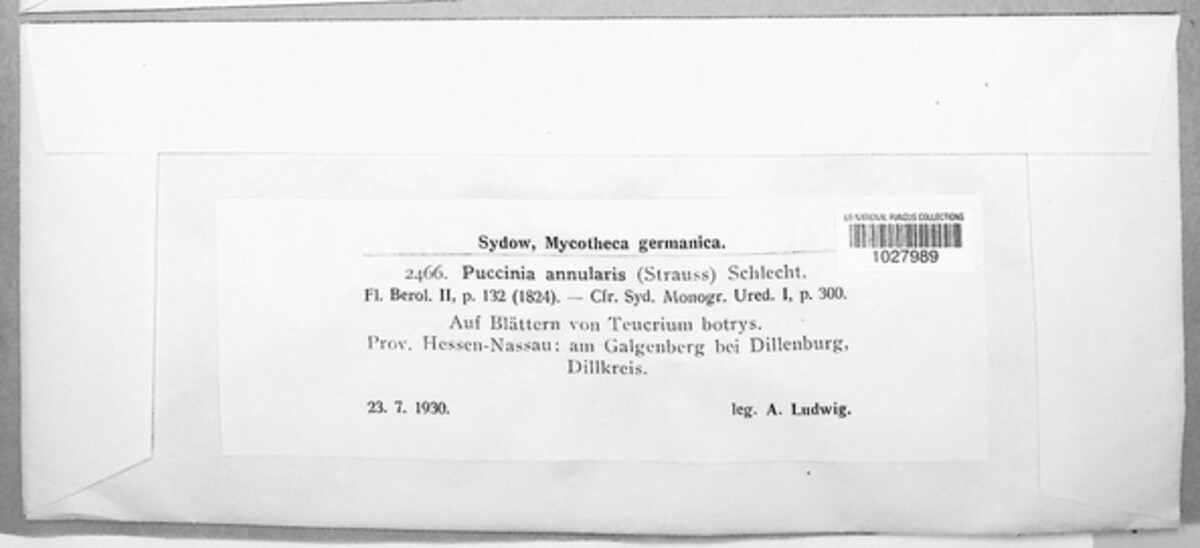 US NATIONAL FUNGUS COLLECTIONS
1027989
Sydow, Mycotheca germanica.
2466. Puccinia annularis (Strauss) Schlecht.
Fl. Berol. II, p. 132 (1824). — Cfr. Syd. Monogr. Ured. I, p. 300.
Auf Blättern von Teucrium botrys.
Prov. Hessen-Nassau: am Galgenberg bei Dillenburg,
Dillkreis.
23. 7. 1930. leg. A. Ludwig.